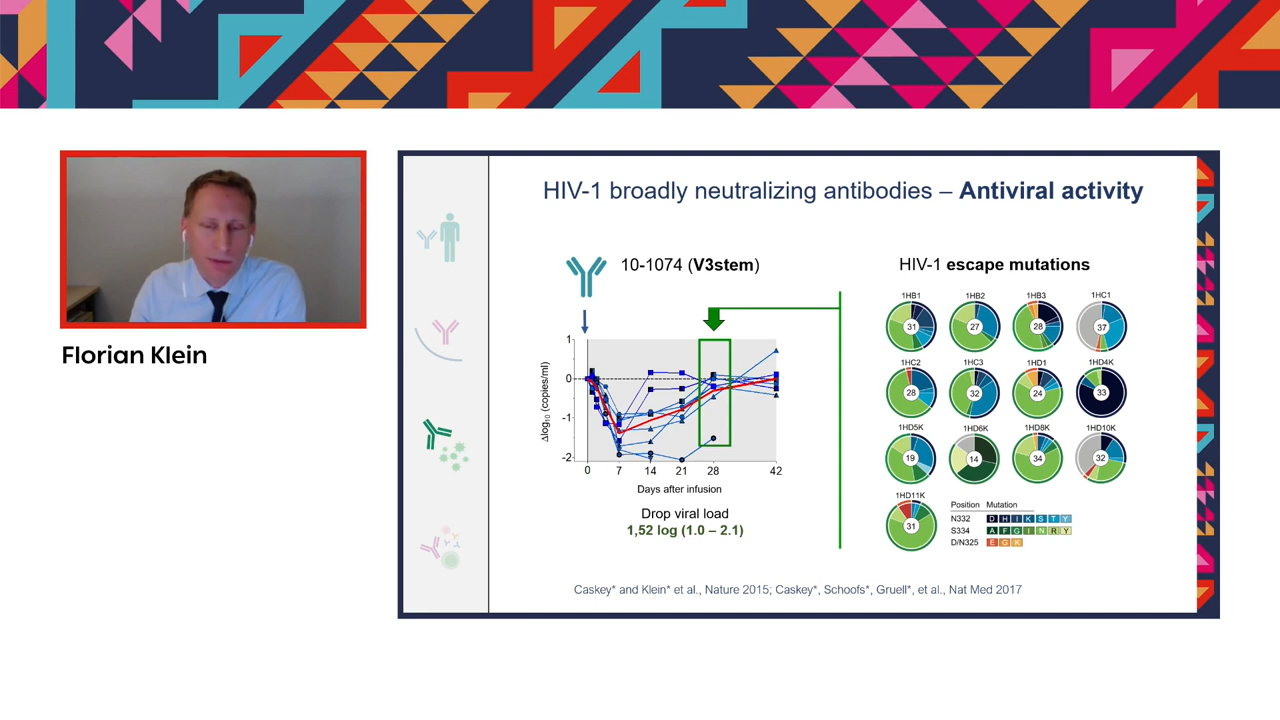 Florian Klein
HIV-1 broadly neutralizing antibodies – Antiviral activity
10-1074 (V3stem)
Δlog10 (copies/ml)
1
0
-1
-2
0 7 14 21 28 42
Days after infusion
Drop viral load
1,52 log (1.0 – 2.1)
HIV-1 escape mutations
1HB1 1HB2 1HB3 1HC1
31 27 28 37
1HC2 1HC3 1HD1 1HD4K
28 32 24 33
1HD5K 1HD6K 1HD8K 1HD10K
19 14 34 32
1HD11K
31
Position Mutation
N332 D H I K S T Y
S334 A F G I N R Y
D/N325 E G K
Caskey* and Klein* et al., Nature 2015; Caskey*, Schoofs*, Gruell*, et al., Nat Med 2017